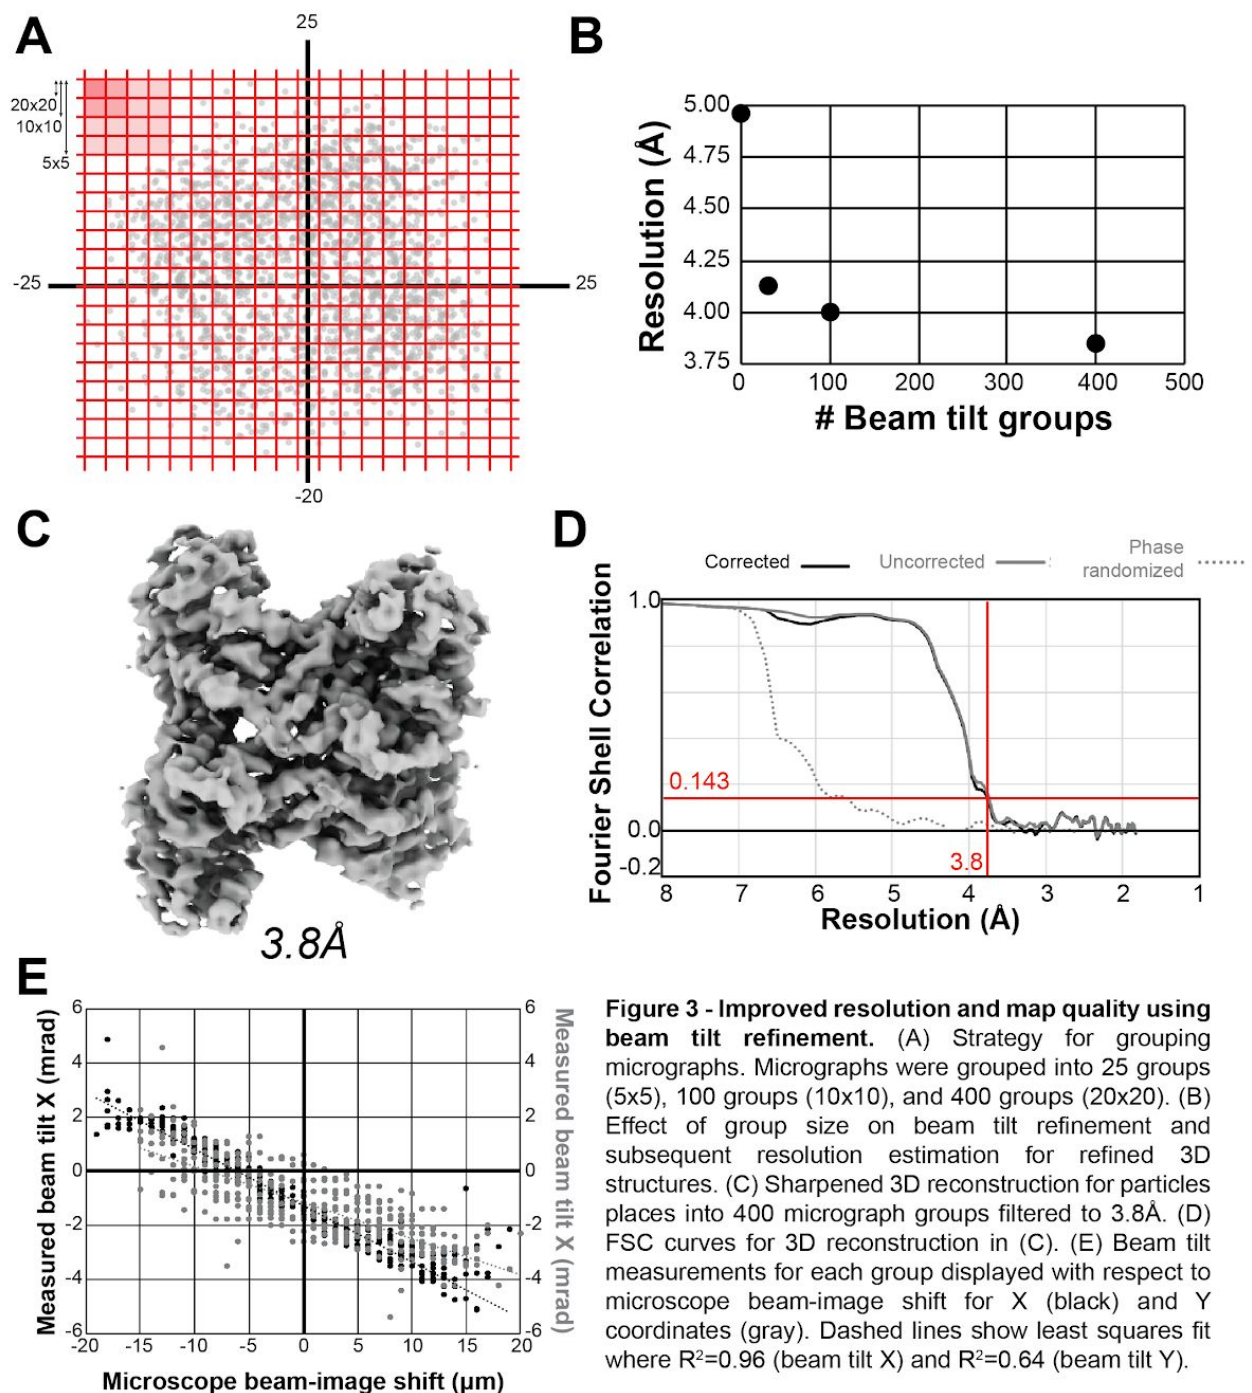 A
25
20x20
10x10
5x5
-25
25
-20
B
Resolution (Å)
5.00
4.75
4.50
4.25
4.00
3.75
0
100
200
300
400
500
# Beam tilt groups
C
3.8Å
D
Corrected
Uncorrected
Phase
randomized
Fourier Shell Correlation
1.0
0.143
0.0
-0.2
3.8
8
7
6
5
4
3
2
1
Resolution (Å)
E
Measured beam tilt X (mrad)
6
4
2
0
-2
-4
-6
6
4
2
0
-2
-4
-6
Measured beam tilt X (mrad)
-20
-15
-10
-5
0
5
10
15
20
Microscope beam-image shift (µm)
Figure 3 - Improved resolution and map quality using
beam tilt refinement. (A) Strategy for grouping
micrographs. Micrographs were grouped into 25 groups
(5x5), 100 groups (10x10), and 400 groups (20x20). (B)
Effect of group size on beam tilt refinement and
subsequent resolution estimation for refined 3D
structures. (C) Sharpened 3D reconstruction for particles
places into 400 micrograph groups filtered to 3.8Å. (D)
FSC curves for 3D reconstruction in (C). (E) Beam tilt
measurements for each group displayed with respect to
microscope beam-image shift for X (black) and Y
coordinates (gray). Dashed lines show least squares fit
where R²=0.96 (beam tilt X) and R²=0.64 (beam tilt Y).